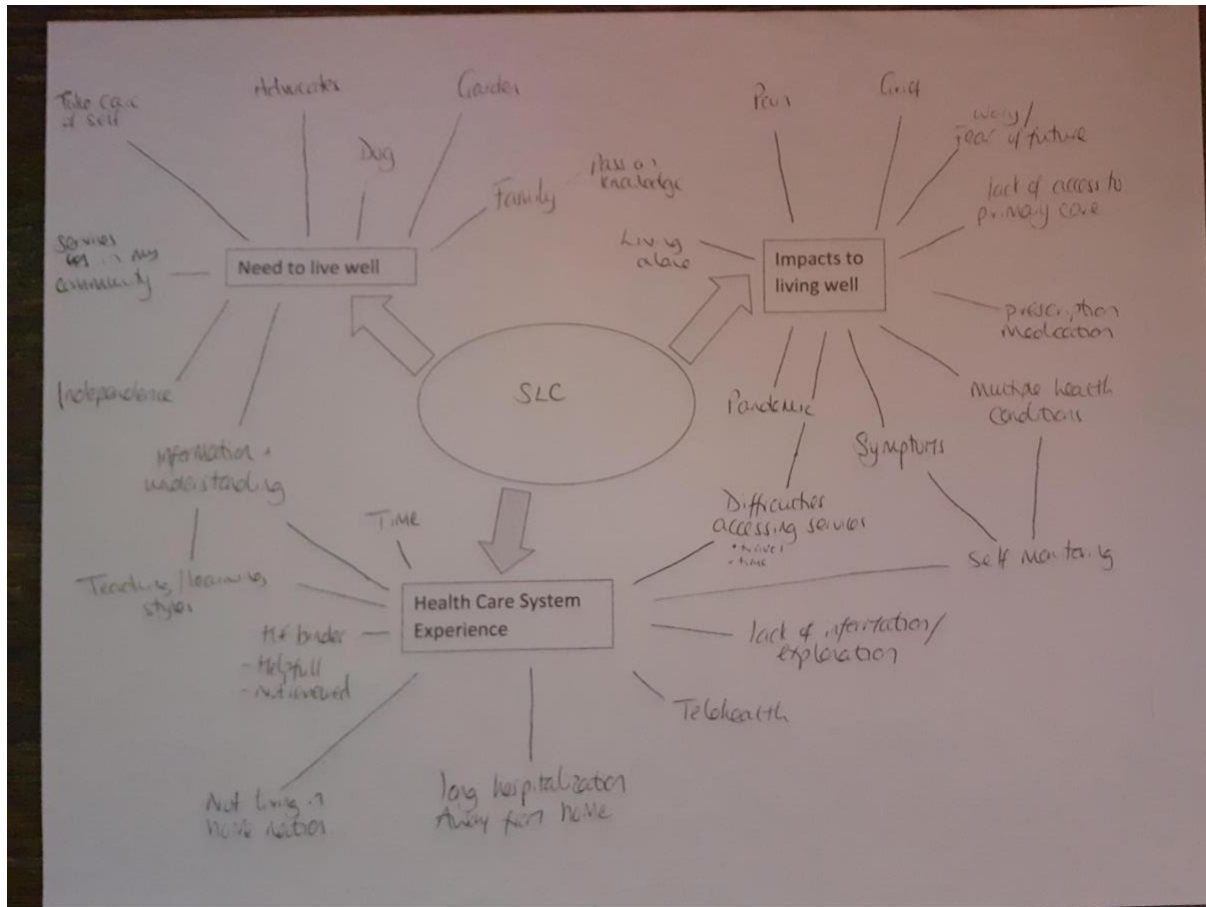 Take care
of self
Advocates
Dog
Garden
Family
Pass on
knowledge
Services
in my
community
Need to live well
Independence
Information
understanding
Teaching/learning
styles
Pain
Grief
Worry/
Fear of future
lack of access to
primary care
Living
alone
Impacts to
living well
prescription
Medication
Multiple health
conditions
Pandemic
Symptoms
SLC
Difficulties
accessing services
• travel
- time
Self Monitoring
Time
Health Care System
Experience
HF binder
- Helpfull
- Not
lack of information/
explanation
Telehealth
Not living in
home nation
long hospitalization
Away from home